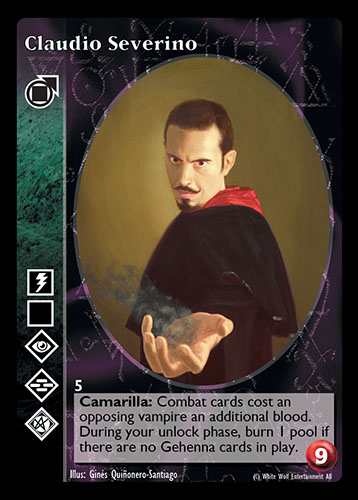 Claudio Severino
5
Camarilla: Combat cards cost an
opposing vampire an additional blood.
During your unlock phase, burn 1 pool if
there are no Gehenna cards in play.
9
Illus: Ginés Quiñonero-Santiago
(C) White Wolf Entertainment AB